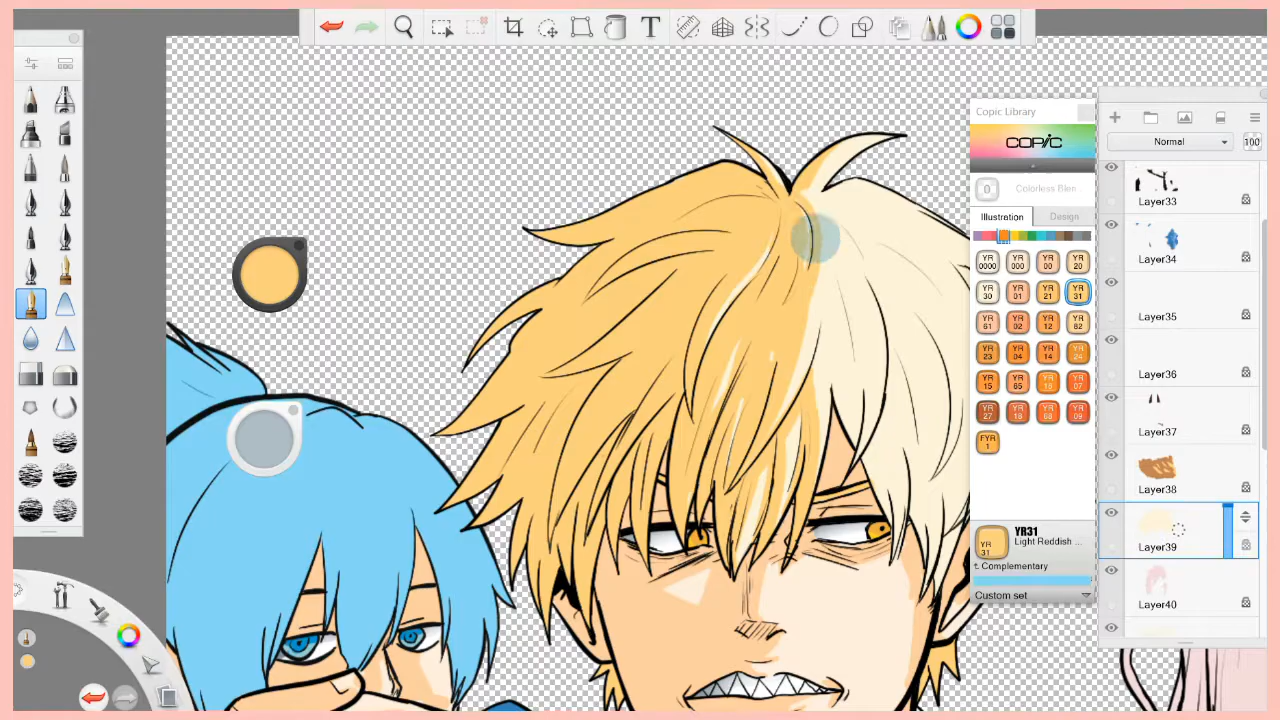 T
Copic Library
COPIC
0 Colorless Blen...
Illustration Design
YR 0000 YR 000 YR 00 YR 20
YR 30 YR 01 YR 21 YR 31
YR 61 YR 02 YR 12 YR 82
YR 23 YR 04 YR 14 YR 24
YR 15 YR 65 YR 16 YR 07
YR 27 YR 18 YR 68 YR 09
FYR 1
YR 31
YR31
Light Reddish ...
Complementary
Custom set
Normal 100
Layer33
Layer34
Layer35
Layer36
Layer37
Layer38
Layer39
Layer40